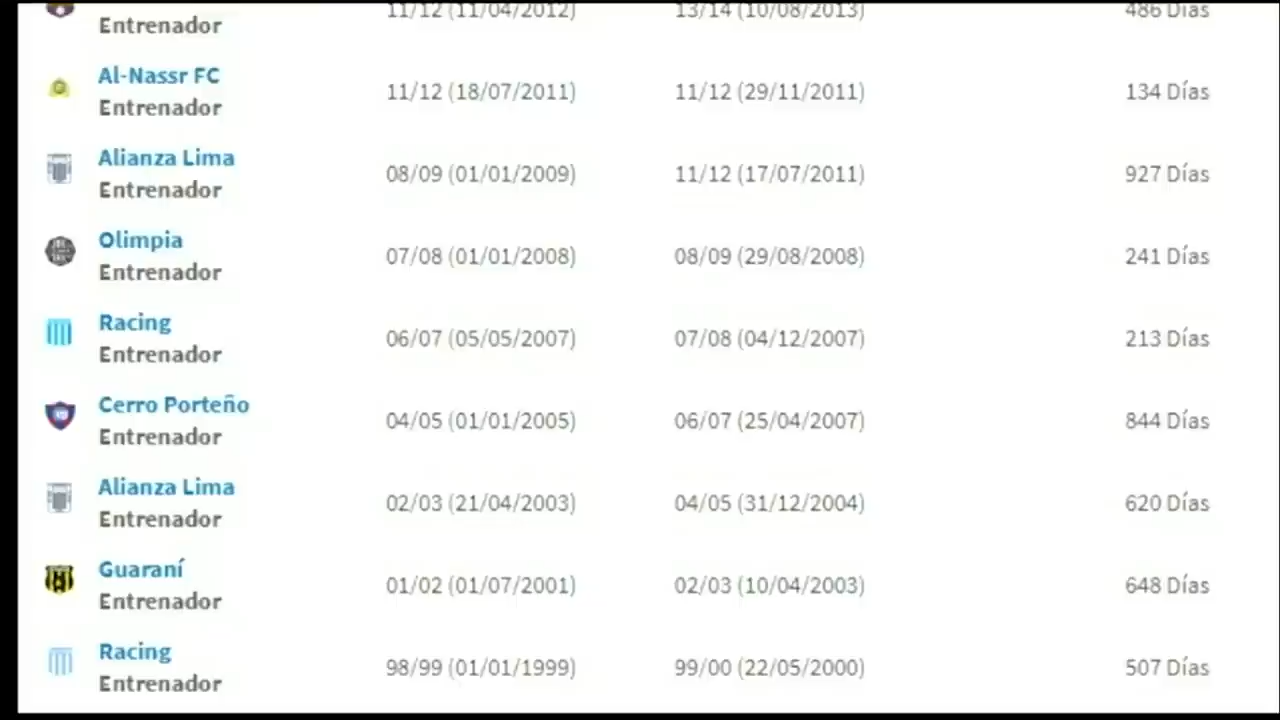 11/12 (11/04/2012) 13/14 (10/08/2013) 486 Días
Entrenador
Al-Nassr FC
11/12 (18/07/2011) 11/12 (29/11/2011) 134 Días
Entrenador
Alianza Lima
08/09 (01/01/2009) 11/12 (17/07/2011) 927 Días
Entrenador
Olimpia
07/08 (01/01/2008) 08/09 (29/08/2008) 241 Días
Entrenador
Racing
06/07 (05/05/2007) 07/08 (04/12/2007) 213 Días
Entrenador
Cerro Porteño
04/05 (01/01/2005) 06/07 (25/04/2007) 844 Días
Entrenador
Alianza Lima
02/03 (21/04/2003) 04/05 (31/12/2004) 620 Días
Entrenador
Guaraní
01/02 (01/07/2001) 02/03 (10/04/2003) 648 Días
Entrenador
Racing
98/99 (01/01/1999) 99/00 (22/05/2000) 507 Días
Entrenador